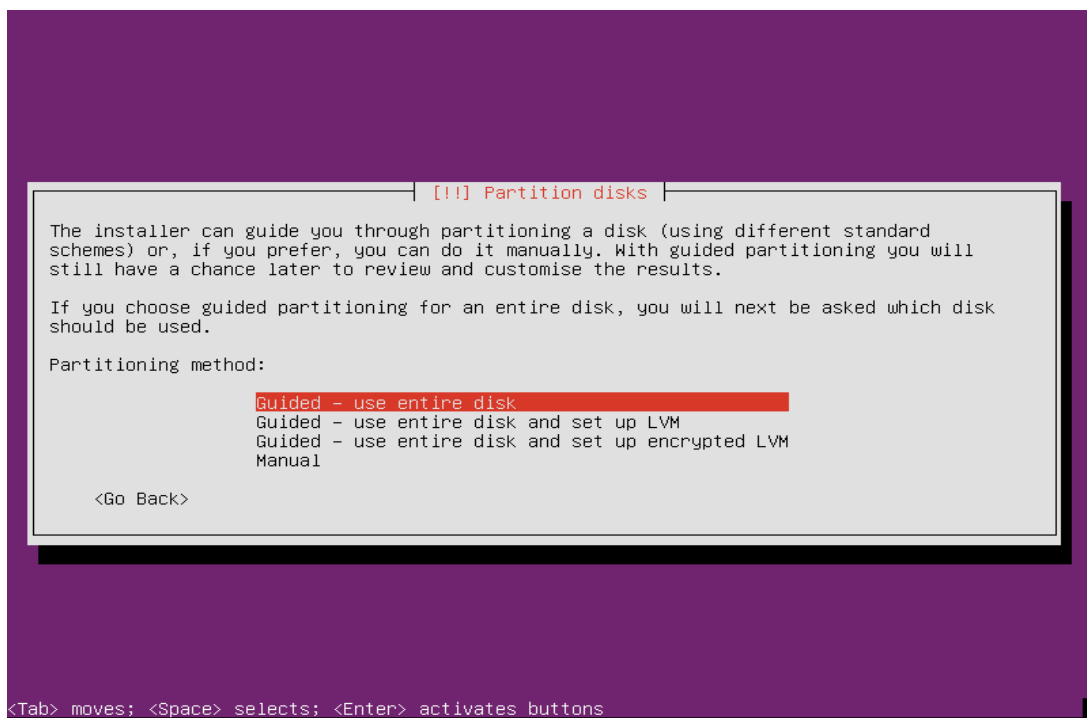 [!!] Partition disks
The installer can guide you through partitioning a disk (using different standard
schemes) or, if you prefer, you can do it manually. With guided partitioning you will
still have a chance later to review and customise the results.
If you choose guided partitioning for an entire disk, you will next be asked which disk
should be used.
Partitioning method:
Guided - use entire disk
Guided - use entire disk and set up LVM
Guided - use entire disk and set up encrypted LVM
Manual
<Go Back>
<Tab> moves; <Space> selects; <Enter> activates buttons